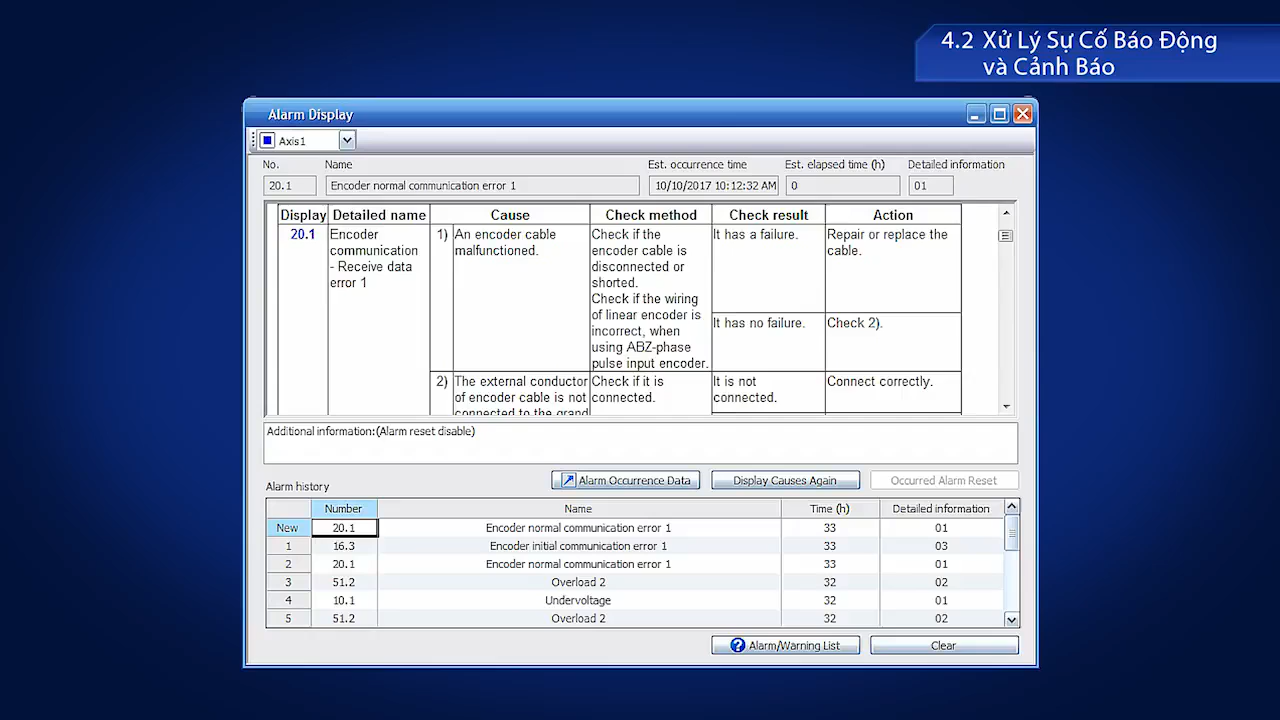 4.2 Xử Lý Sự Cố Báo Động
và Cảnh Báo
Alarm Display
Axis1
No. Name Est. occurrence time Est. elapsed time (h) Detailed information
20.1 Encoder normal communication error 1 10/10/2017 10:12:32 AM 0 01
Display Detailed name Cause Check method Check result Action
20.1 Encoder 1) An encoder cable Check if the It has a failure. Repair or replace the
communication malfunctioned. encoder cable is cable.
- Receive data disconnected or
error 1 shorted.
Check if the wiring
of linear encoder is
It has no failure. Check 2).
incorrect, when
using ABZ-phase
pulse input encoder.
2) The external conductor Check if it is It is not Connect correctly.
of encoder cable is not connected. connected.
connected to the grand
Additional information:(Alarm reset disable)
Alarm Occurrence Data Display Causes Again Occurred Alarm Reset
Alarm history
Number Name Time (h) Detailed information
New 20.1 Encoder normal communication error 1 33 01
1 16.3 Encoder initial communication error 1 33 03
2 20.1 Encoder normal communication error 1 33 01
3 51.2 Overload 2 32 02
4 10.1 Undervoltage 32 01
5 51.2 Overload 2 32 02
Alarm/Warning List Clear